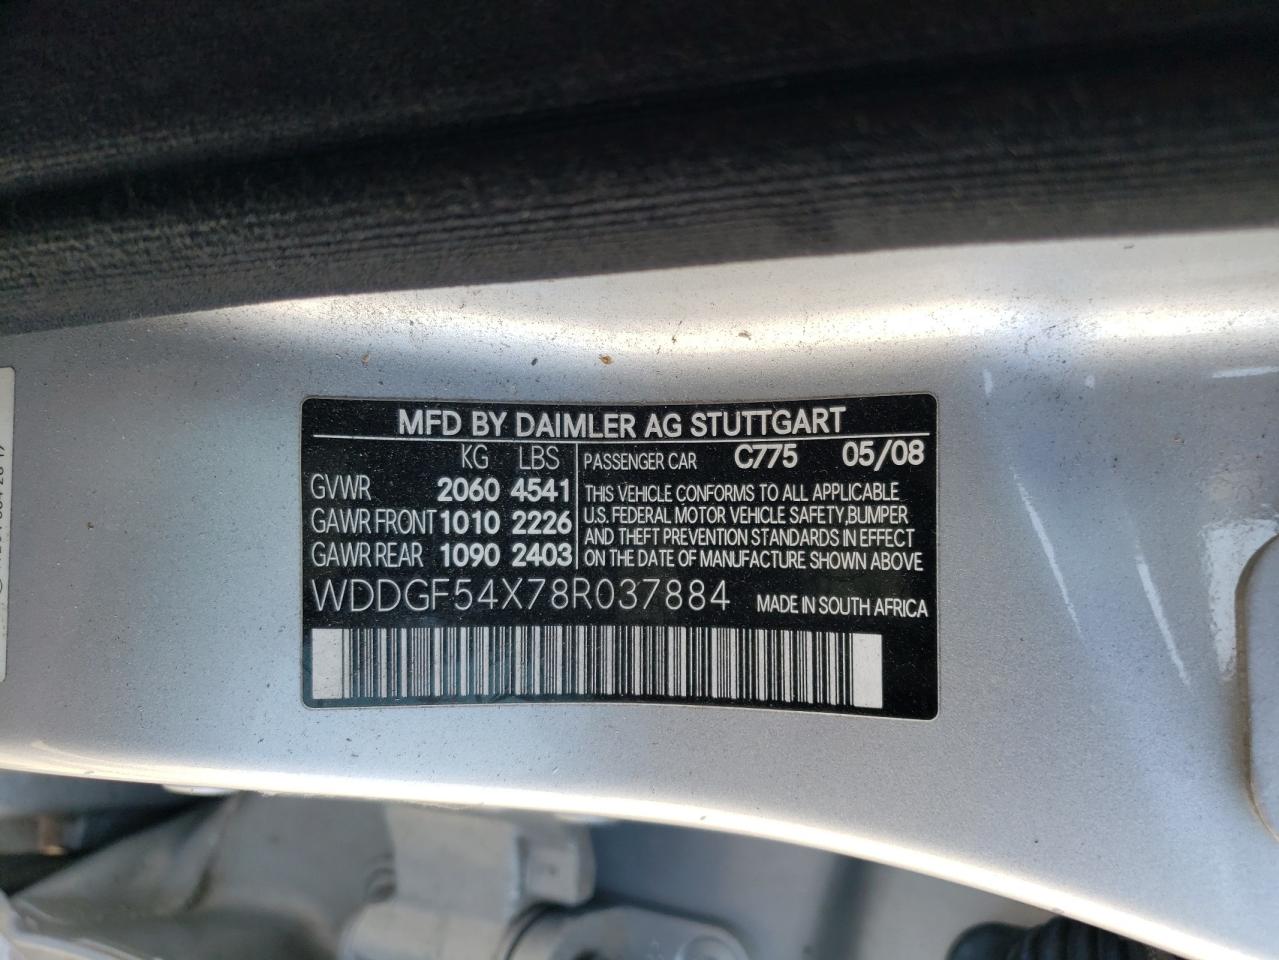 MFD BY DAIMLER AG STUTTGART
KG LBS
GVWR 2060 4541
GAWR FRONT 1010 2226
GAWR REAR 1090 2403
PASSENGER CAR C775 05/08
THIS VEHICLE CONFORMS TO ALL APPLICABLE
U.S. FEDERAL MOTOR VEHICLE SAFETY,BUMPER
AND THEFT PREVENTION STANDARDS IN EFFECT
ON THE DATE OF MANUFACTURE SHOWN ABOVE
WDDGF54X78R037884 MADE IN SOUTH AFRICA